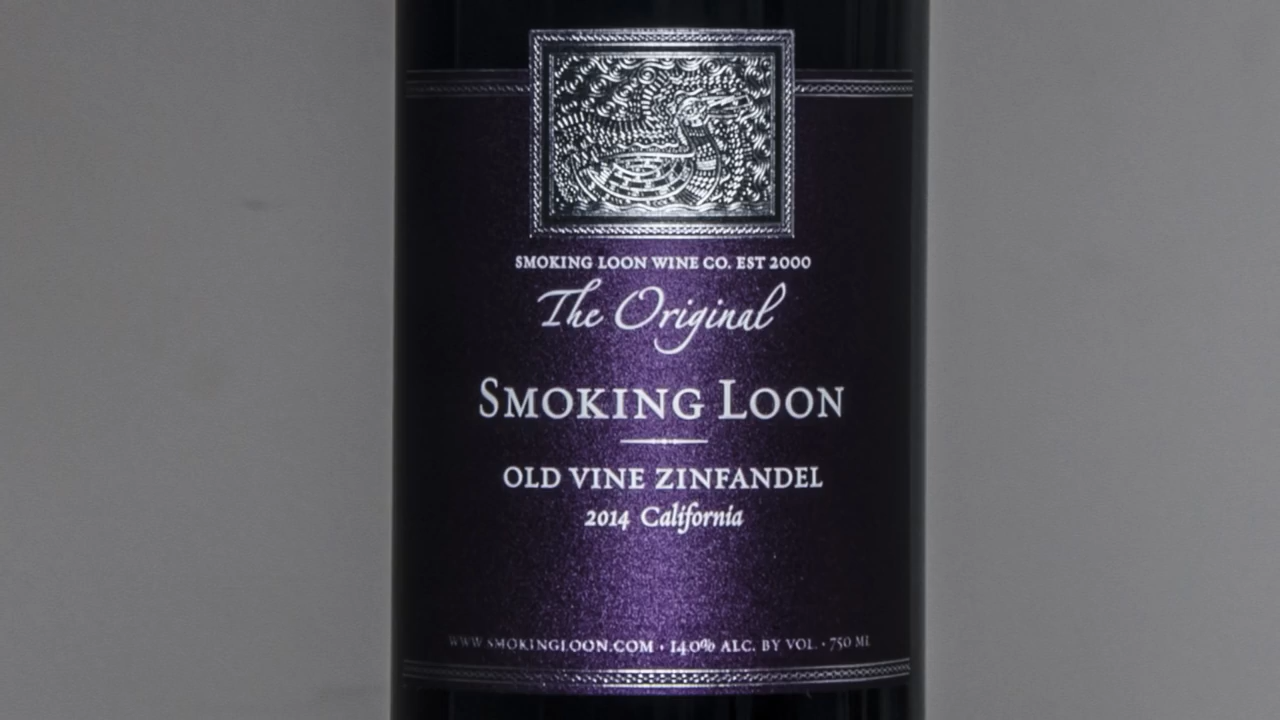 SMOKING LOON WINE CO. EST 2000
The Original
SMOKING LOON
OLD VINE ZINFANDEL
2014 California
WWW.SMOKINGLOON.COM · 14.0% ALC. BY VOL. · 750 ML